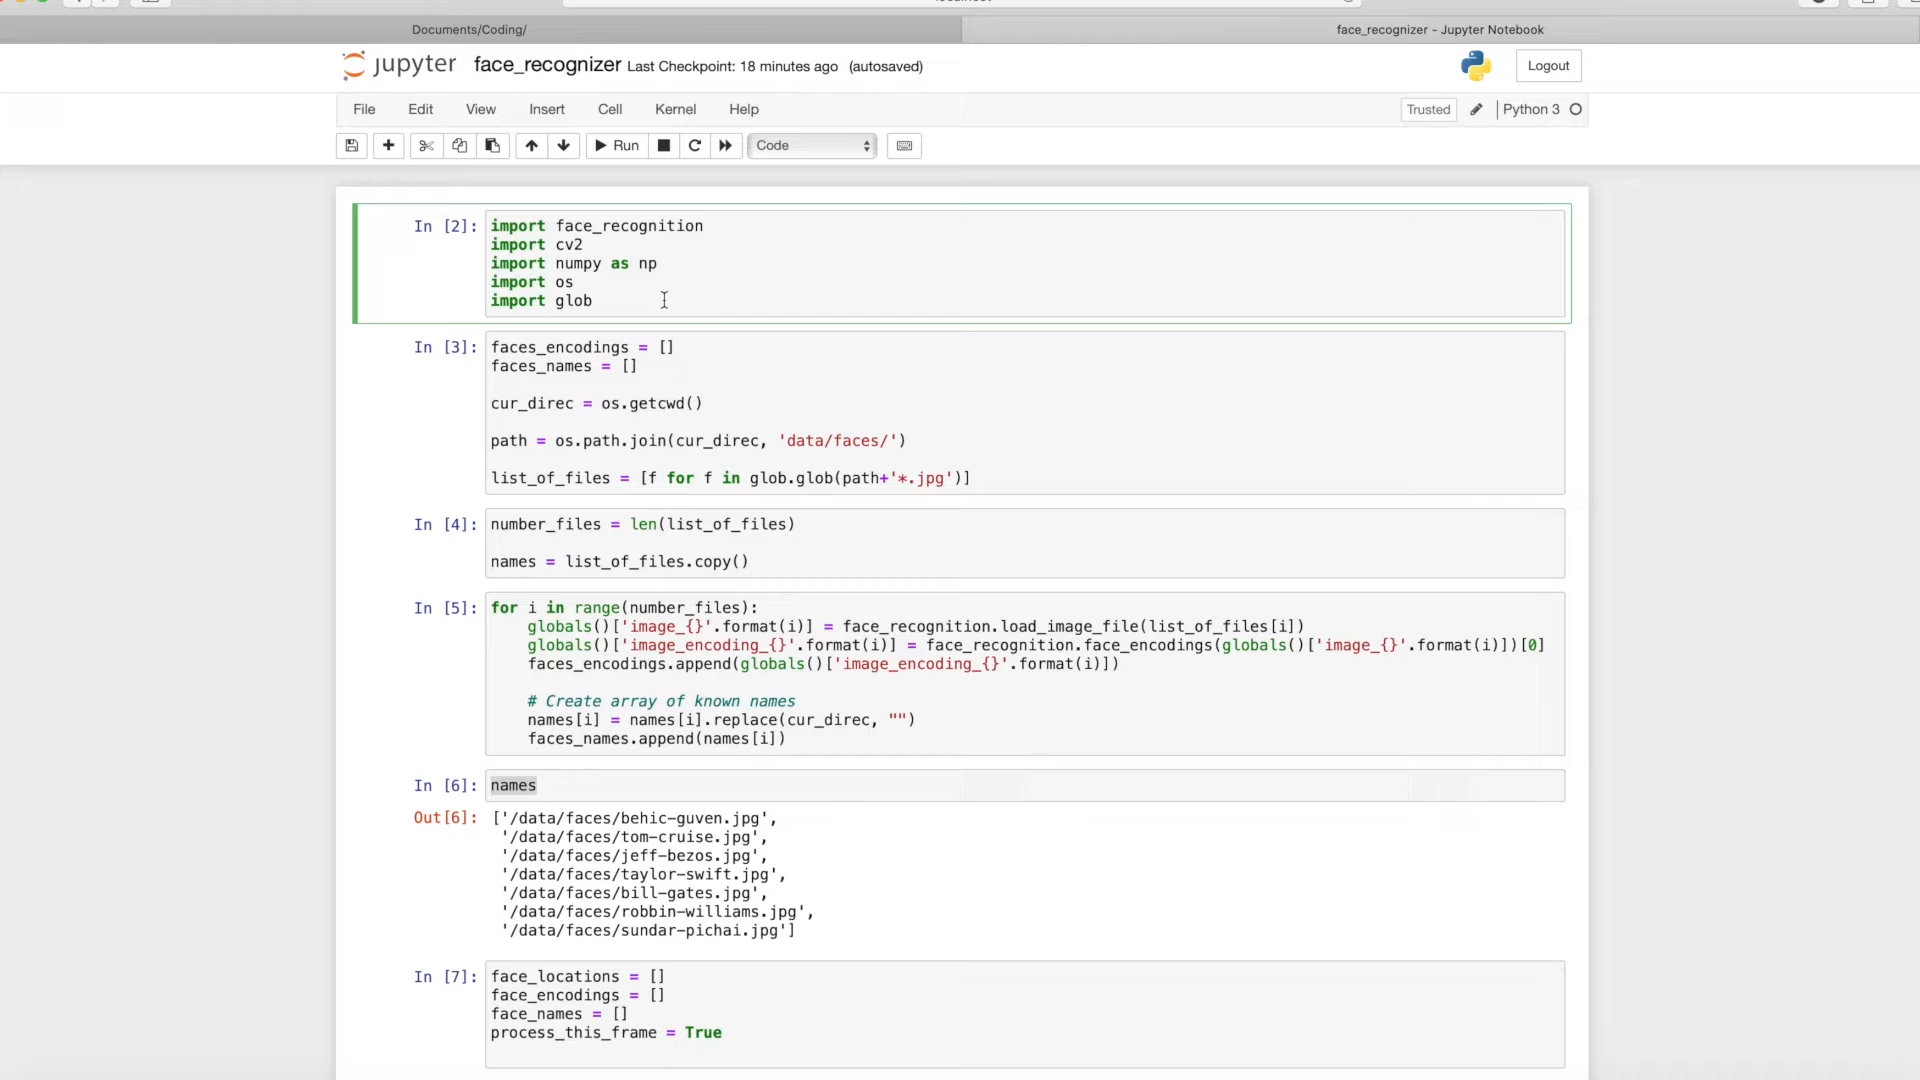 Documents/Coding/
face_recognizer - Jupyter Notebook
jupyter face_recognizer Last Checkpoint: 18 minutes ago (autosaved)
Logout
File Edit View Insert Cell Kernel Help
Trusted Python 3
Run Code
In [2]: import face_recognition
import cv2
import numpy as np
import os
import glob
In [3]: faces_encodings = []
faces_names = []
cur_direc = os.getcwd()
path = os.path.join(cur_direc, 'data/faces/')
list_of_files = [f for f in glob.glob(path+'*.jpg')]
In [4]: number_files = len(list_of_files)
names = list_of_files.copy()
In [5]: for i in range(number_files):
globals()['image_{}'.format(i)] = face_recognition.load_image_file(list_of_files[i])
globals()['image_encoding_{}'.format(i)] = face_recognition.face_encodings(globals()['image_{}'.format(i)])[0]
faces_encodings.append(globals()['image_encoding_{}'.format(i)])
# Create array of known names
names[i] = names[i].replace(cur_direc, "")
faces_names.append(names[i])
In [6]: names
Out[6]: ['/data/faces/behic-guven.jpg',
'/data/faces/tom-cruise.jpg',
'/data/faces/jeff-bezos.jpg',
'/data/faces/taylor-swift.jpg',
'/data/faces/bill-gates.jpg',
'/data/faces/robbin-williams.jpg',
'/data/faces/sundar-pichai.jpg']
In [7]: face_locations = []
face_encodings = []
face_names = []
process_this_frame = True